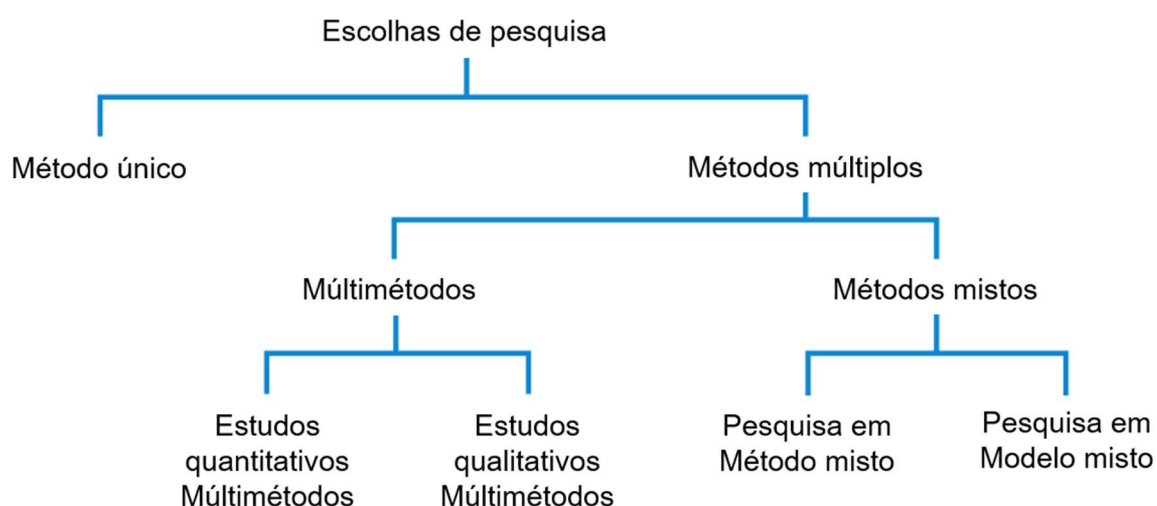 Escolhas de pesquisa
Método único
Métodos múltiplos
Múltimétodos
Métodos mistos
Estudos
quantitativos
Múltimétodos
Estudos
qualitativos
Múltimétodos
Pesquisa em
Método misto
Pesquisa em
Modelo misto